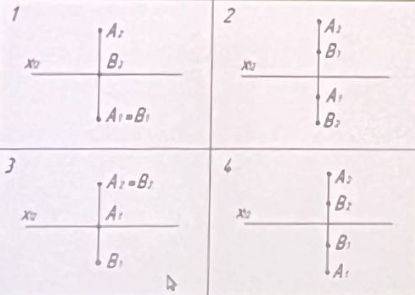 1
A₂
x₁₂
B₂
A₁≡B₁
2
A₂
B₁
x₁₂
A₁
B₂
3
A₂≡B₂
x₁₂
A₁
B₁
4
A₂
B₂
x₁₂
B₁
A₁